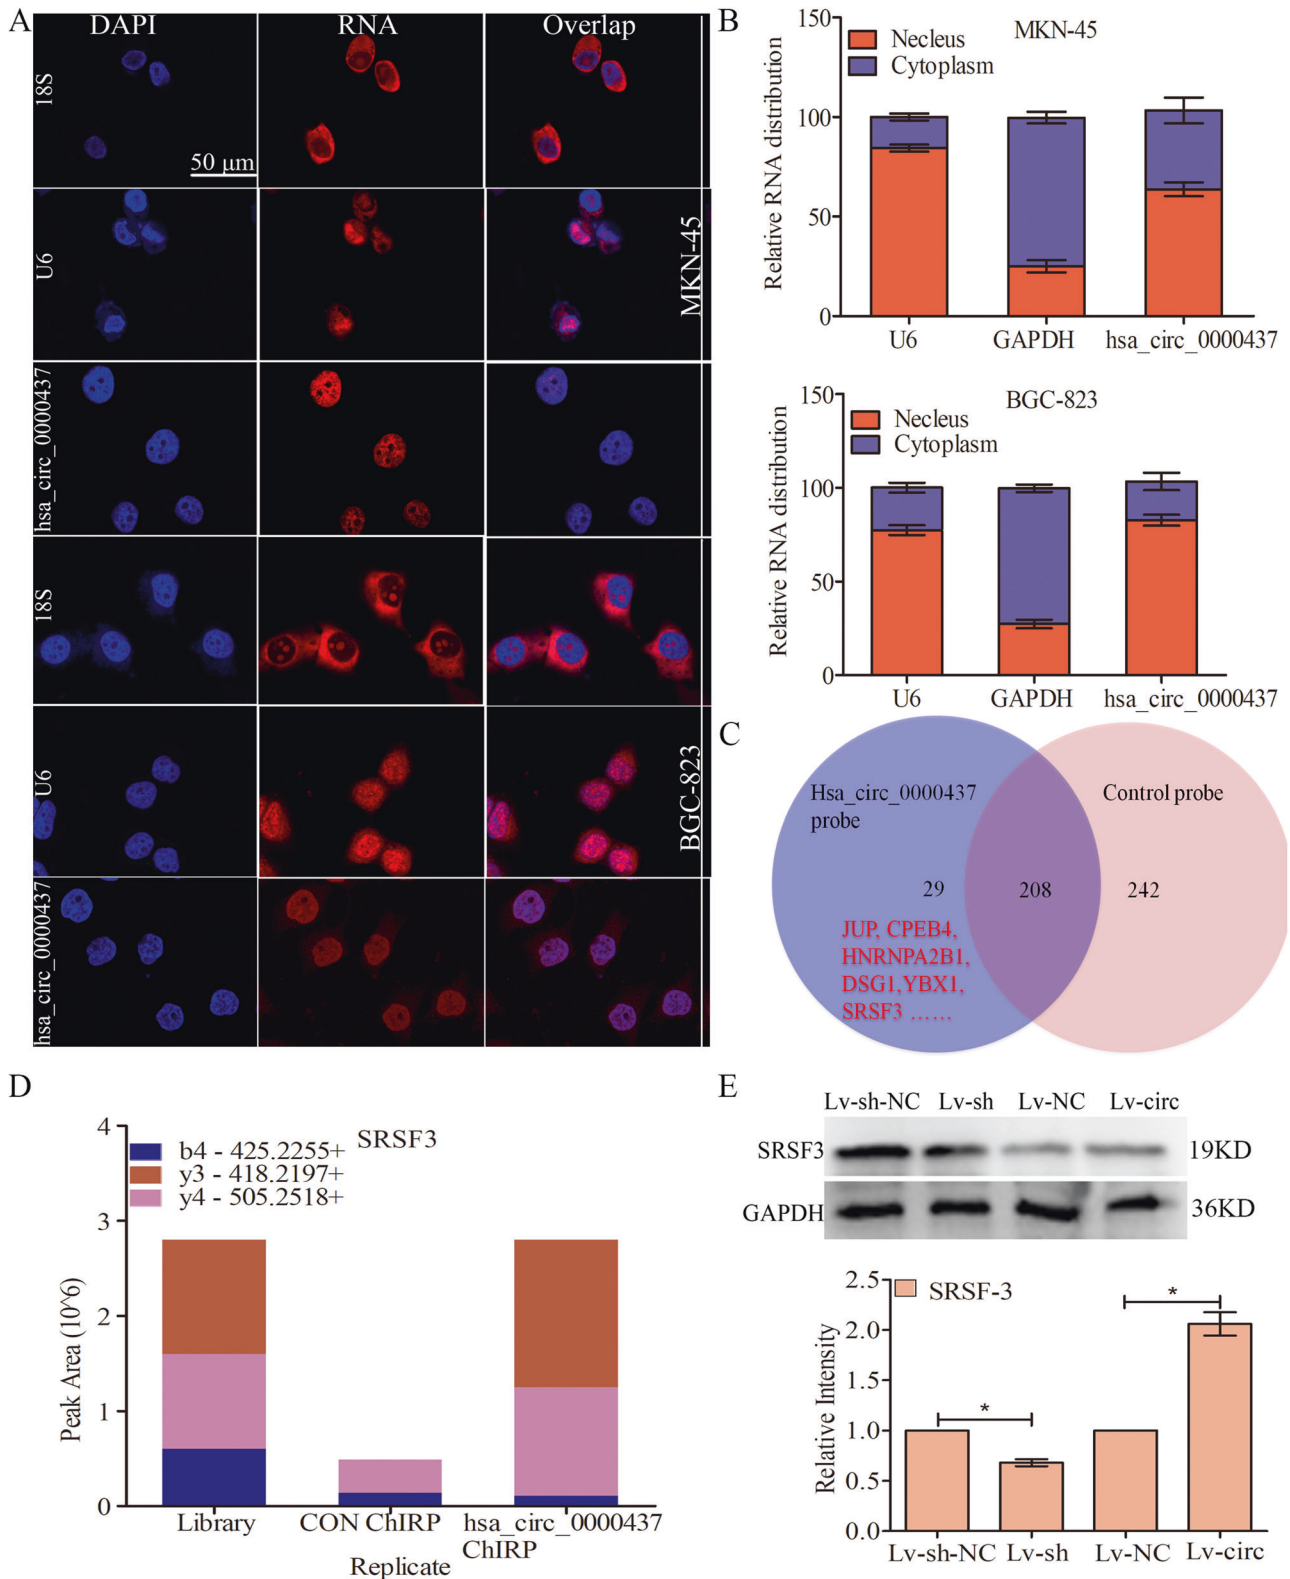 A
DAPI
RNA
Overlap
18S
50 μm
U6
MKN-45
hsa_circ_0000437
18S
U6
BGC-823
hsa_circ_0000437
B
150
100
50
0
Relative RNA distribution
Necleus
Cytoplasm
MKN-45
U6
GAPDH
hsa_circ_0000437
150
100
50
0
Relative RNA distribution
Necleus
Cytoplasm
BGC-823
U6
GAPDH
hsa_circ_0000437
C
Hsa_circ_0000437
probe
Control probe
29
208
242
JUP, CPEB4,
HNRNPA2B1,
DSG1,YBX1,
SRSF3 ……
D
4
3
2
1
0
Peak Area (10^6)
SRSF3
b4 - 425.2255+
y3 - 418.2197+
y4 - 505.2518+
Library
CON ChIRP
hsa_circ_0000437
ChIRP
Replicate
E
Lv-sh-NC
Lv-sh
Lv-NC
Lv-circ
SRSF3
19KD
GAPDH
36KD
2.5
2.0
1.5
1.0
0.5
0.0
Relative Intensity
SRSF-3
*
*
Lv-sh-NC
Lv-sh
Lv-NC
Lv-circ